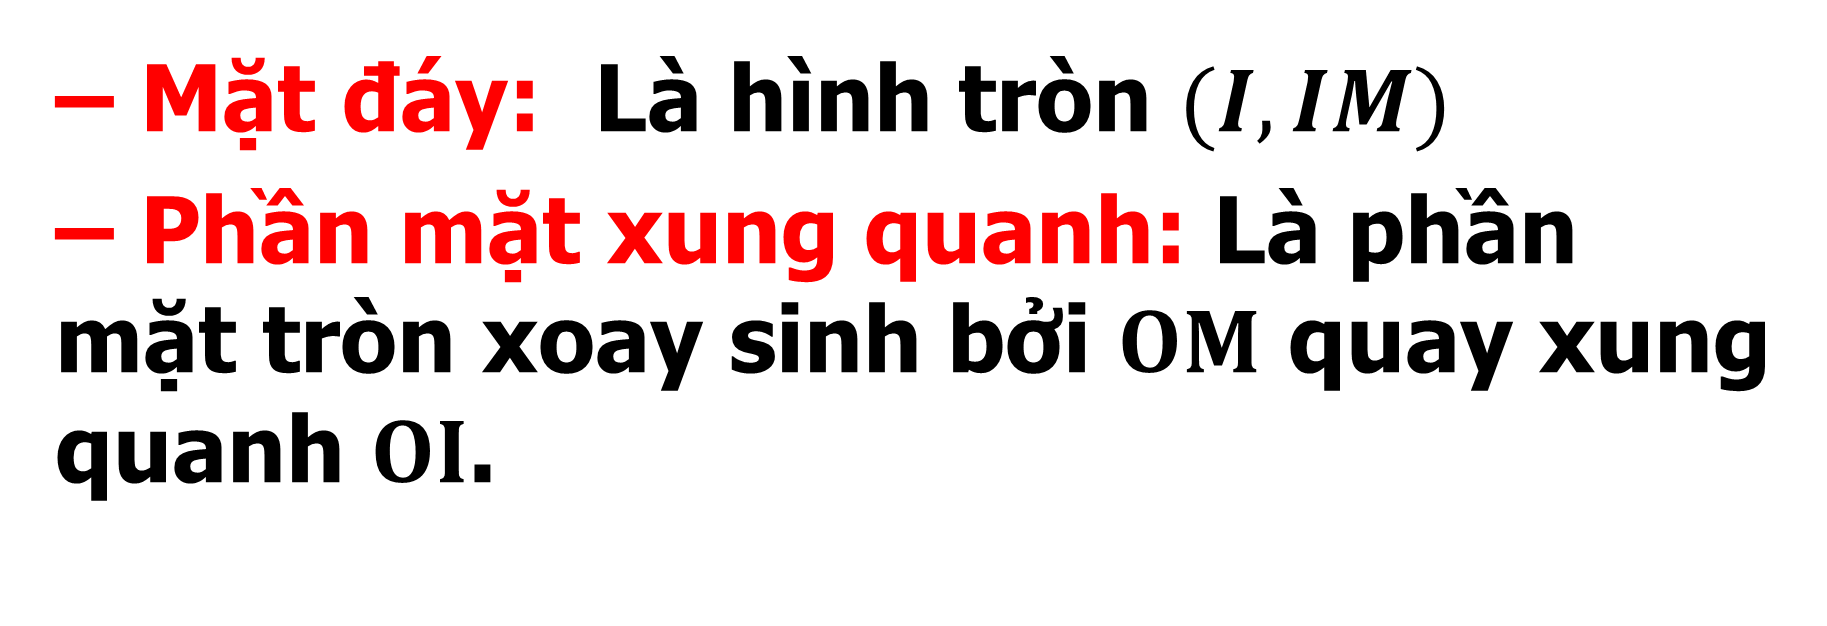 – Mặt đáy: Là hình tròn (I, IM)
– Phần mặt xung quanh: Là phần
mặt tròn xoay sinh bởi OM quay xung
quanh OI.